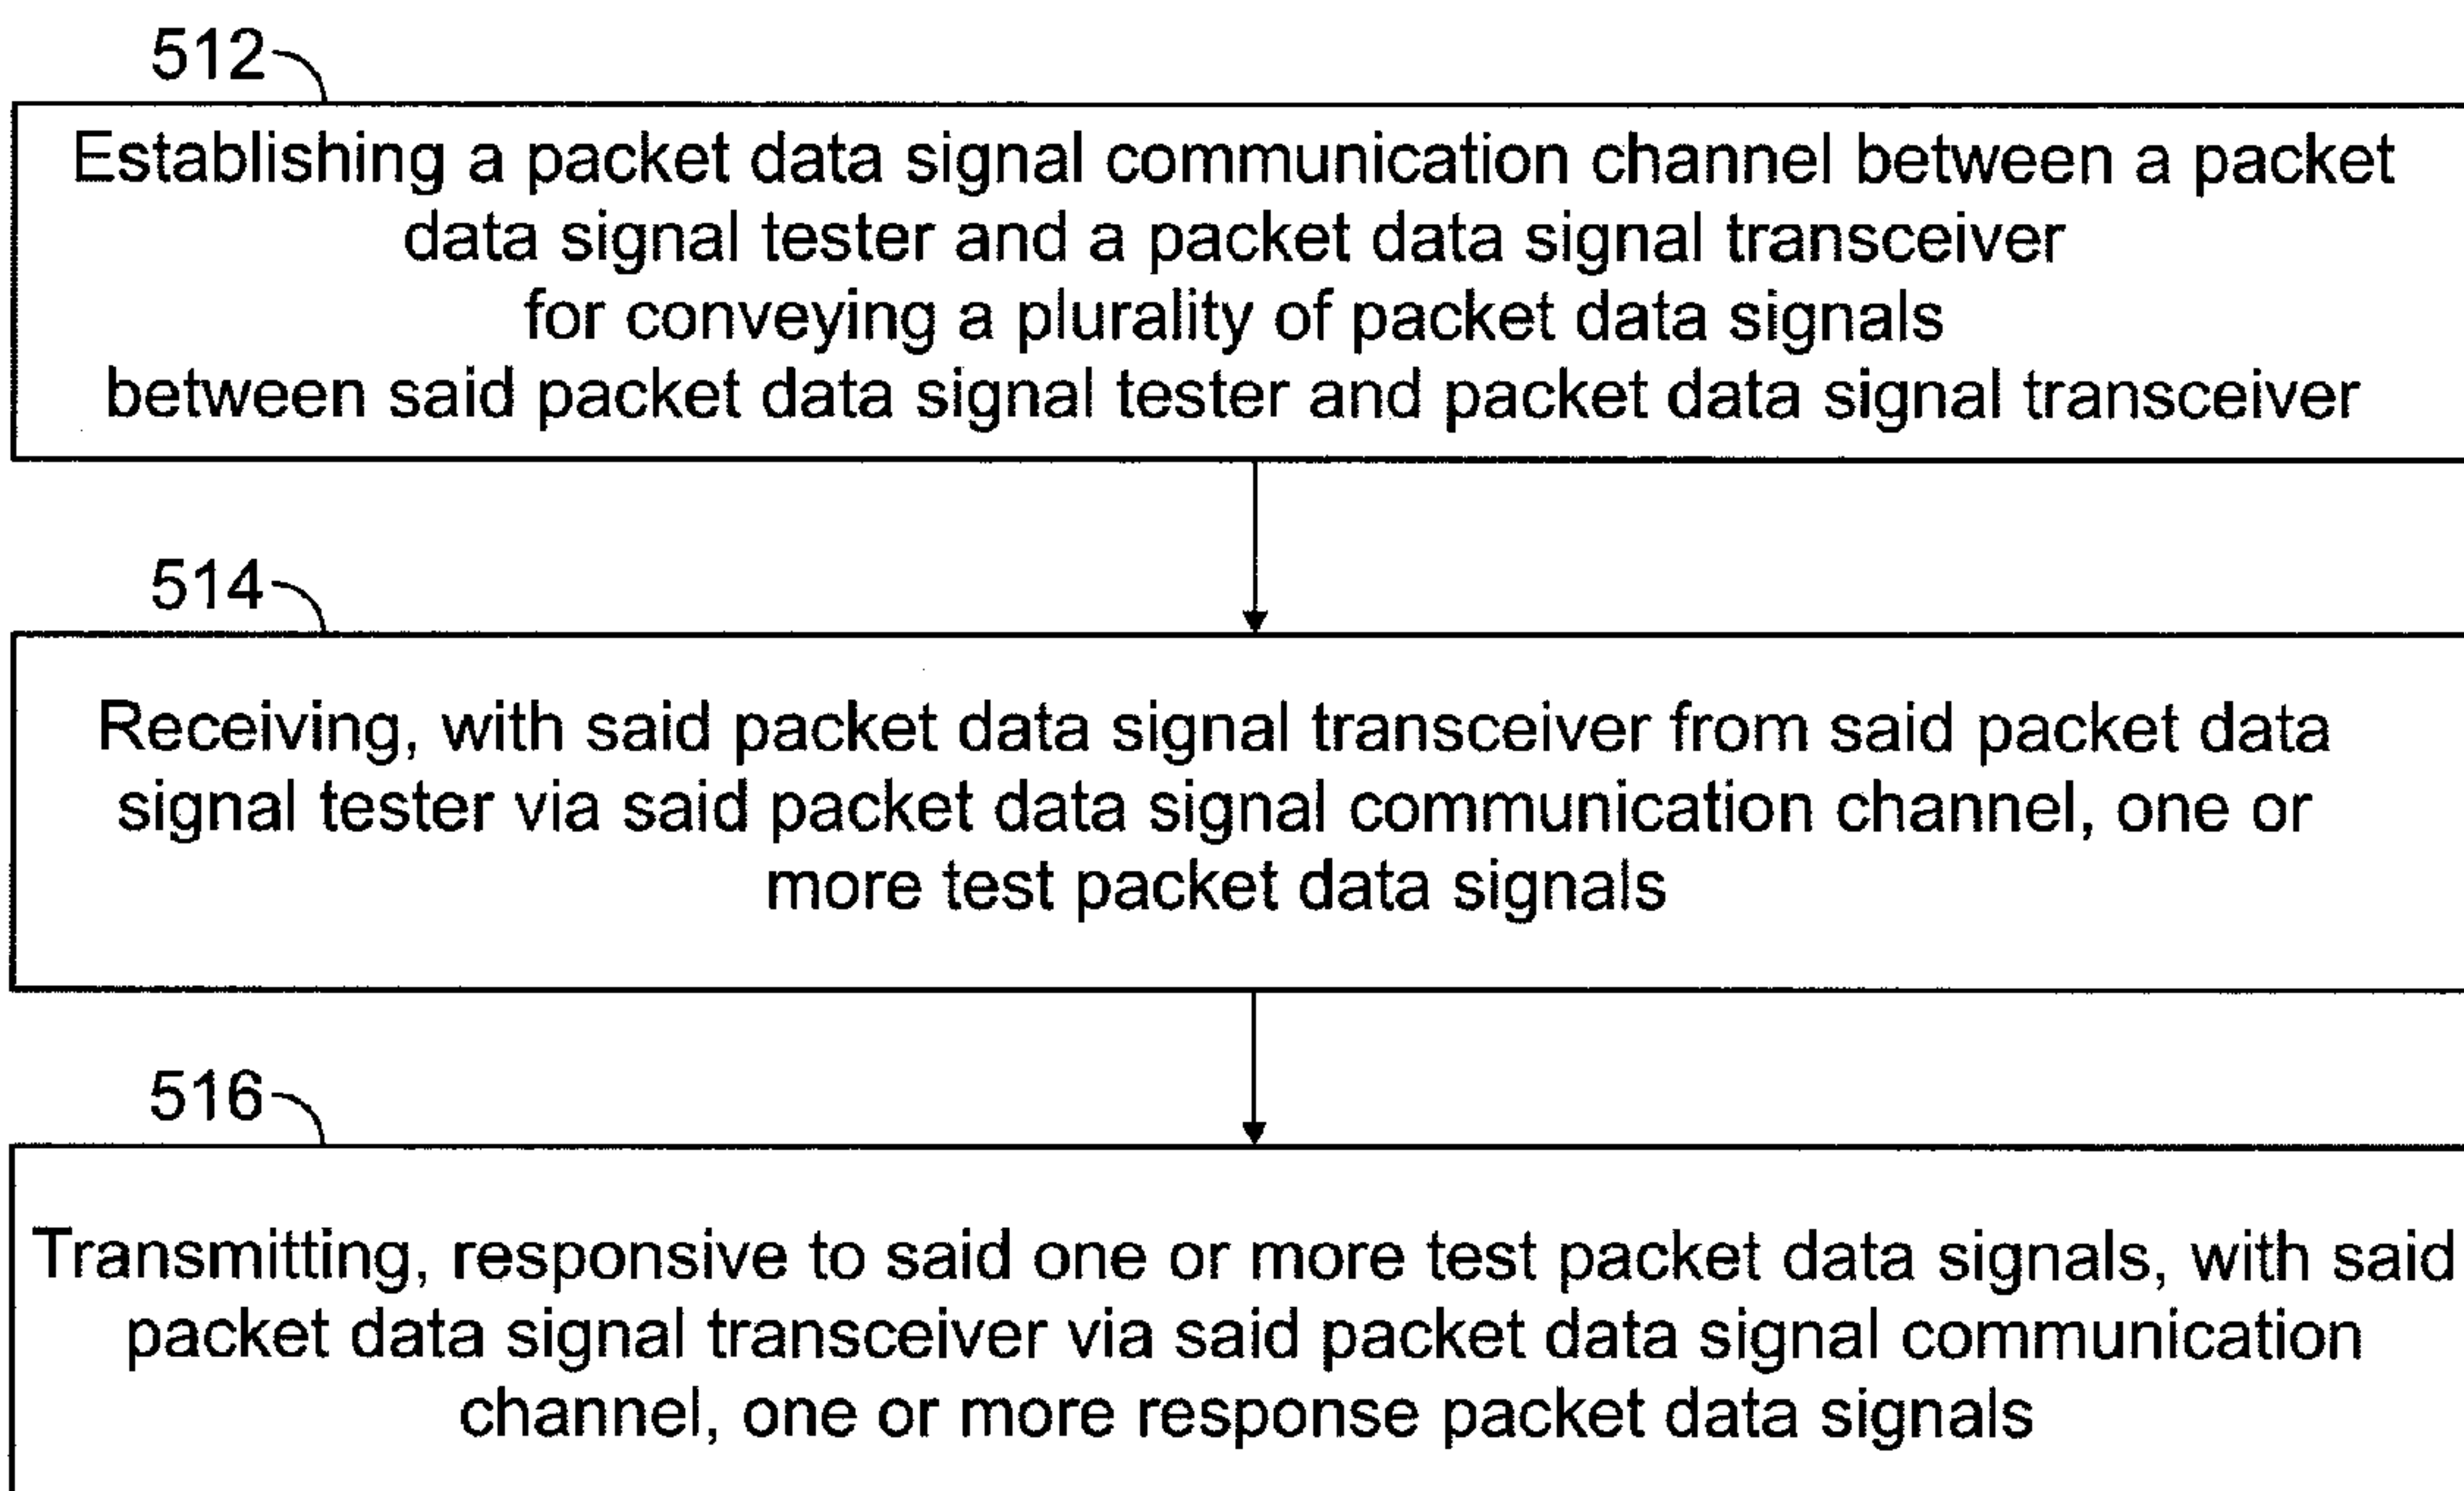 512
Establishing a packet data signal communication channel between a packet
data signal tester and a packet data signal transceiver
for conveying a plurality of packet data signals
between said packet data signal tester and packet data signal transceiver
514
Receiving, with said packet data signal transceiver from said packet data
signal tester via said packet data signal communication channel, one or
more test packet data signals
516
Transmitting, responsive to said one or more test packet data signals, with said
packet data signal transceiver via said packet data signal communication
channel, one or more response packet data signals